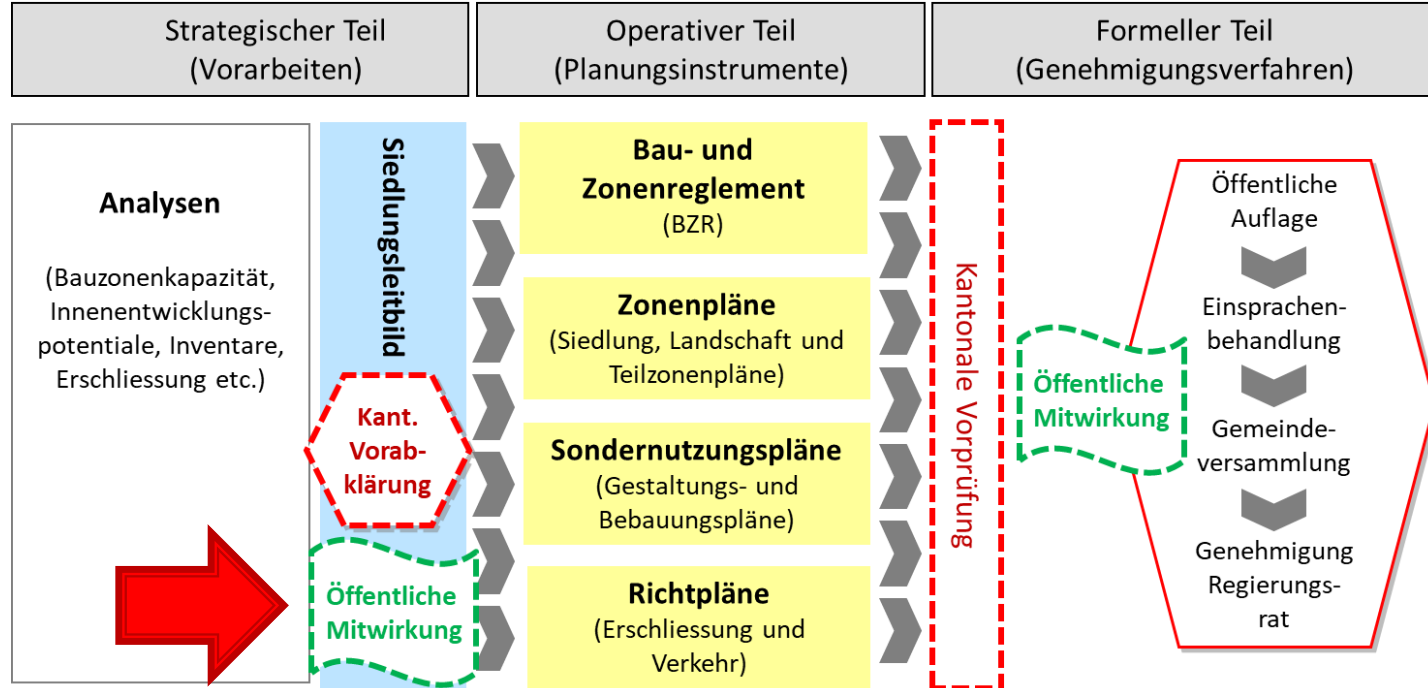 Strategischer Teil
(Vorarbeiten)
Operativer Teil
(Planungsinstrumente)
Formeller Teil
(Genehmigungsverfahren)
Analysen
(Bauzonenkapazität,
Innenentwicklungs-
potentiale, Inventare,
Erschliessung etc.)
Siedlungsleitbild
Kant.
Vorab-
klärung
Öffentliche
Mitwirkung
Bau- und
Zonenreglement
(BZR)
Zonenpläne
(Siedlung, Landschaft und
Teilzonenpläne)
Sondernutzungspläne
(Gestaltungs- und
Bebauungspläne)
Richtpläne
(Erschliessung und
Verkehr)
Kantonale Vorprüfung
Öffentliche
Mitwirkung
Öffentliche
Auflage
Einsprachen-
behandlung
Gemeinde-
versammlung
Genehmigung
Regierungs-
rat